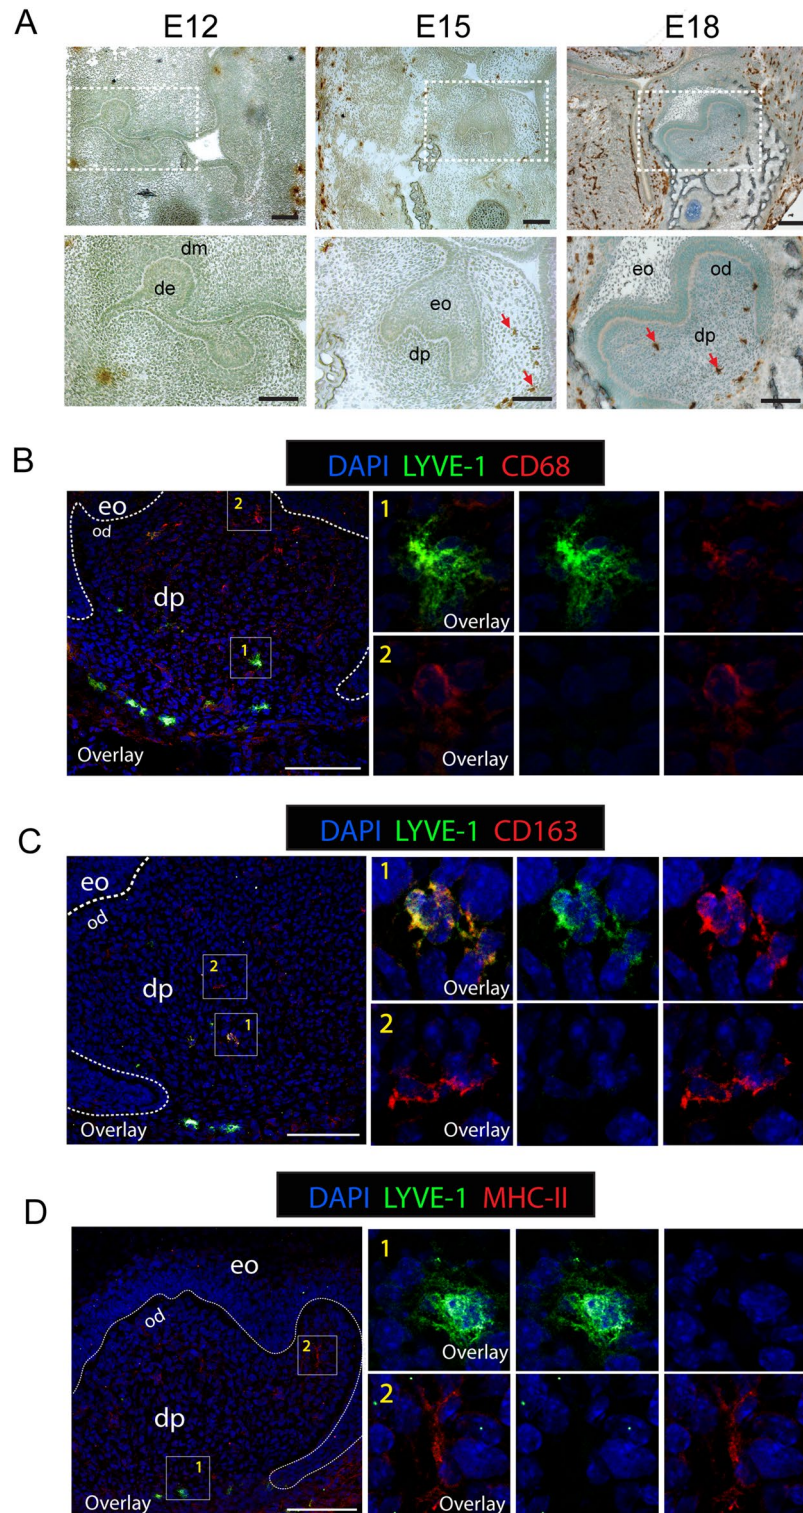 A
E12 E15 E18
dm
de
eo
dp
eo od
dp
B
DAPI LYVE-1 CD68
eo
od
dp
2
1
Overlay
1
Overlay
2
Overlay
C
DAPI LYVE-1 CD163
eo
od
dp
2
1
Overlay
1
Overlay
2
Overlay
D
DAPI LYVE-1 MHC-II
eo
od
2
dp
1
Overlay
1
Overlay
2
Overlay